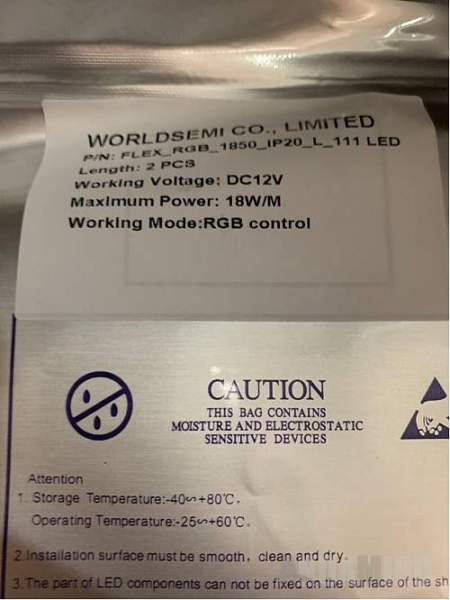 WORLDSEMI CO., LIMITED
P/N: FLEX_RGB_1850_IP20_L_111 LED
Length: 2 PCS
Working Voltage: DC12V
Maximum Power: 18W/M
Working Mode:RGB control
CAUTION
THIS BAG CONTAINS
MOISTURE AND ELECTROSTATIC
SENSITIVE DEVICES
Attention
1. Storage Temperature:-40∽+80℃.
Operating Temperature:-25∽+60℃.
2.Installation surface must be smooth, clean and dry.
3.The part of LED components can not be fixed on the surface of the sh